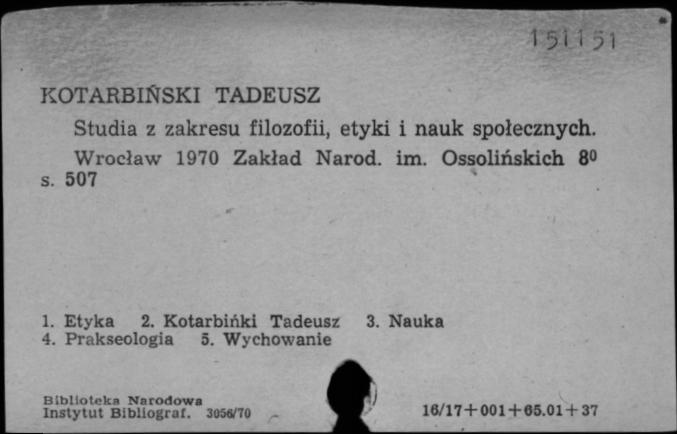 151151
KOTARBIŃSKI TADEUSZ
Studia z zakresu filozofii, etyki i nauk społecznych.
Wrocław 1970 Zakład Narod. im. Ossolińskich 8⁰
s. 507
1. Etyka 2. Kotarbińki Tadeusz 3. Nauka
4. Prakseologia 5. Wychowanie
Biblioteka Narodowa
Instytut Bibliograf. 3056/70
16/17+001+65.01+37